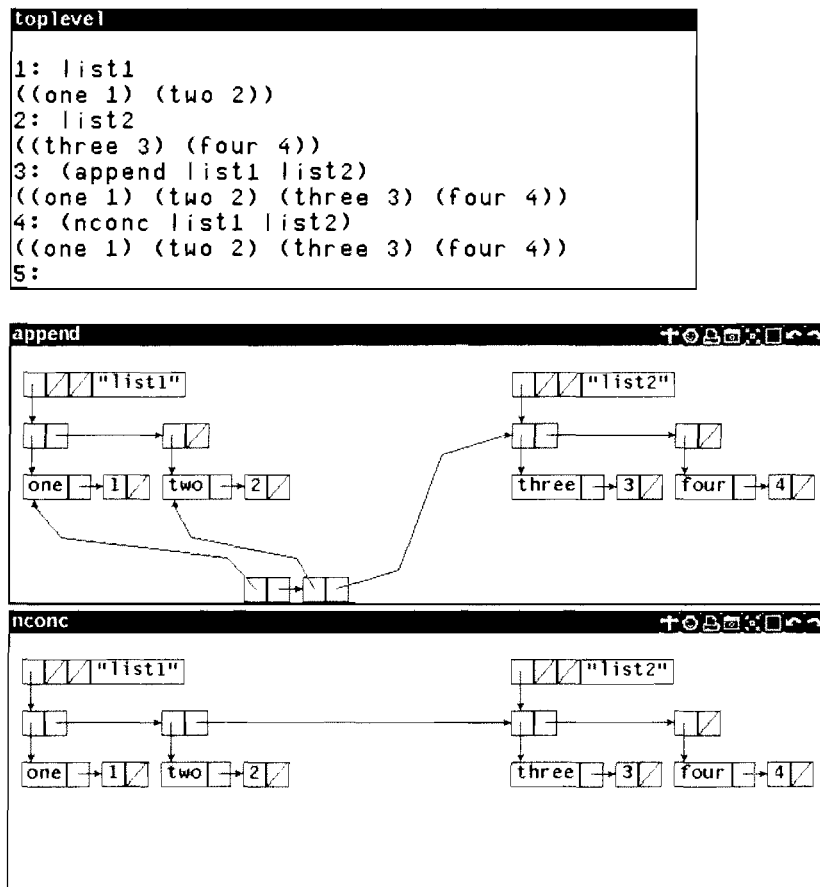 toplevel
1: list1
((one 1) (two 2))
2: list2
((three 3) (four 4))
3: (append list1 list2)
((one 1) (two 2) (three 3) (four 4))
4: (nconc list1 list2)
((one 1) (two 2) (three 3) (four 4))
5:
append
"list1" "list2"
one 1 two 2 three 3 four 4
nconc
"list1" "list2"
one 1 two 2 three 3 four 4